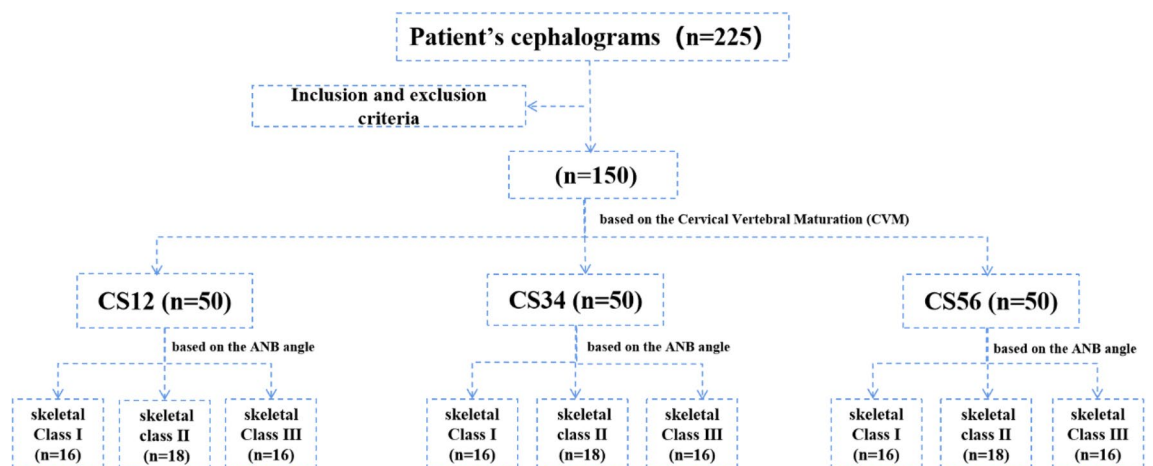 Patient's cephalograms（n=225）
Inclusion and exclusion
criteria
(n=150)
based on the Cervical Vertebral Maturation (CVM)
CS12 (n=50)
CS34 (n=50)
CS56 (n=50)
based on the ANB angle
based on the ANB angle
based on the ANB angle
skeletal
Class I
(n=16)
skeletal
class II
(n=18)
skeletal
Class III
(n=16)
skeletal
Class I
(n=16)
skeletal
class II
(n=18)
skeletal
Class III
(n=16)
skeletal
Class I
(n=16)
skeletal
class II
(n=18)
skeletal
Class III
(n=16)